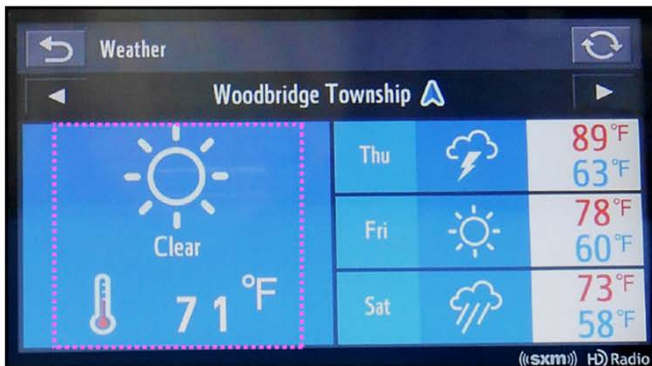 Weather
Woodbridge Township
Clear
71°F
Thu
89°F
63°F
Fri
78°F
60°F
Sat
73°F
58°F
((sxm)) HD Radio